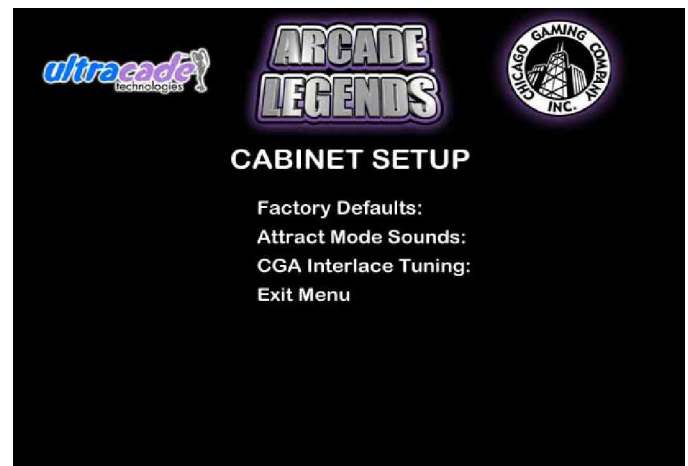 ultracade
technologies
ARCADE
LEGENDS
CHICAGO GAMING COMPANY
INC.
CABINET SETUP
Factory Defaults:
Attract Mode Sounds:
CGA Interlace Tuning:
Exit Menu